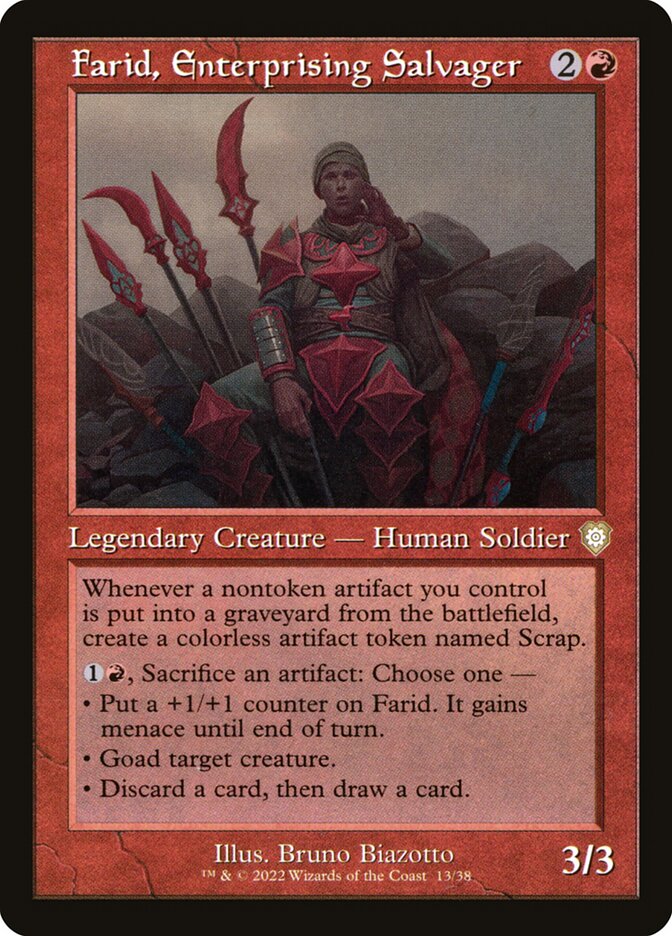 Farid, Enterprising Salvager 2
Legendary Creature — Human Soldier
Whenever a nontoken artifact you control
is put into a graveyard from the battlefield,
create a colorless artifact token named Scrap.
1, Sacrifice an artifact: Choose one —
• Put a +1/+1 counter on Farid. It gains
menace until end of turn.
• Goad target creature.
• Discard a card, then draw a card.
Illus. Bruno Biazotto
™ & © 2022 Wizards of the Coast 13/38
3/3